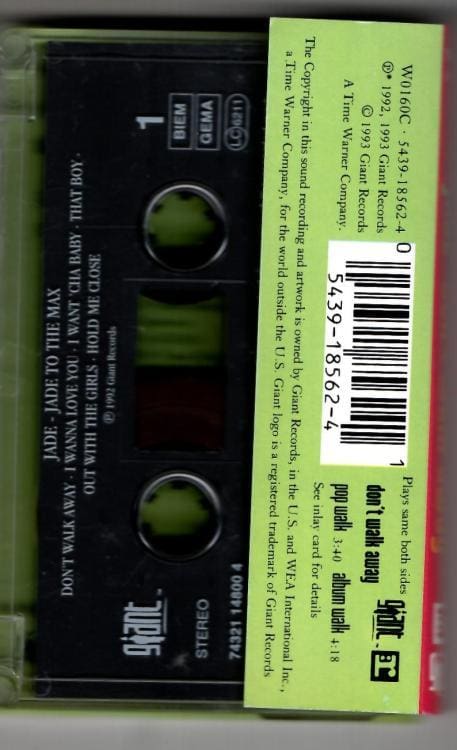 W0160C · 5439-18562-4
℗* 1992, 1993 Giant Records
© 1993 Giant Records
A Time Warner Company.
0
5439-18562-4
1
Plays same both sides
don't walk away
pop walk 3:40 album walk 4:18
See inlay card for details
giant
The Copyright in this sound recording and artwork is owned by Giant Records, in the U.S. and WEA International Inc.,
a Time Warner Company, for the world outside the U.S. Giant logo is a registered trademark of Giant Records
1
BIEM
GEMA
LC 6211
JADE · JADE TO THE MAX
DON'T WALK AWAY · I WANNA LOVE YOU · I WANT 'CHA BABY · THAT BOY ·
OUT WITH THE GIRLS · HOLD ME CLOSE
℗ 1992 Giant Records
giant
STEREO
74321 14800 4